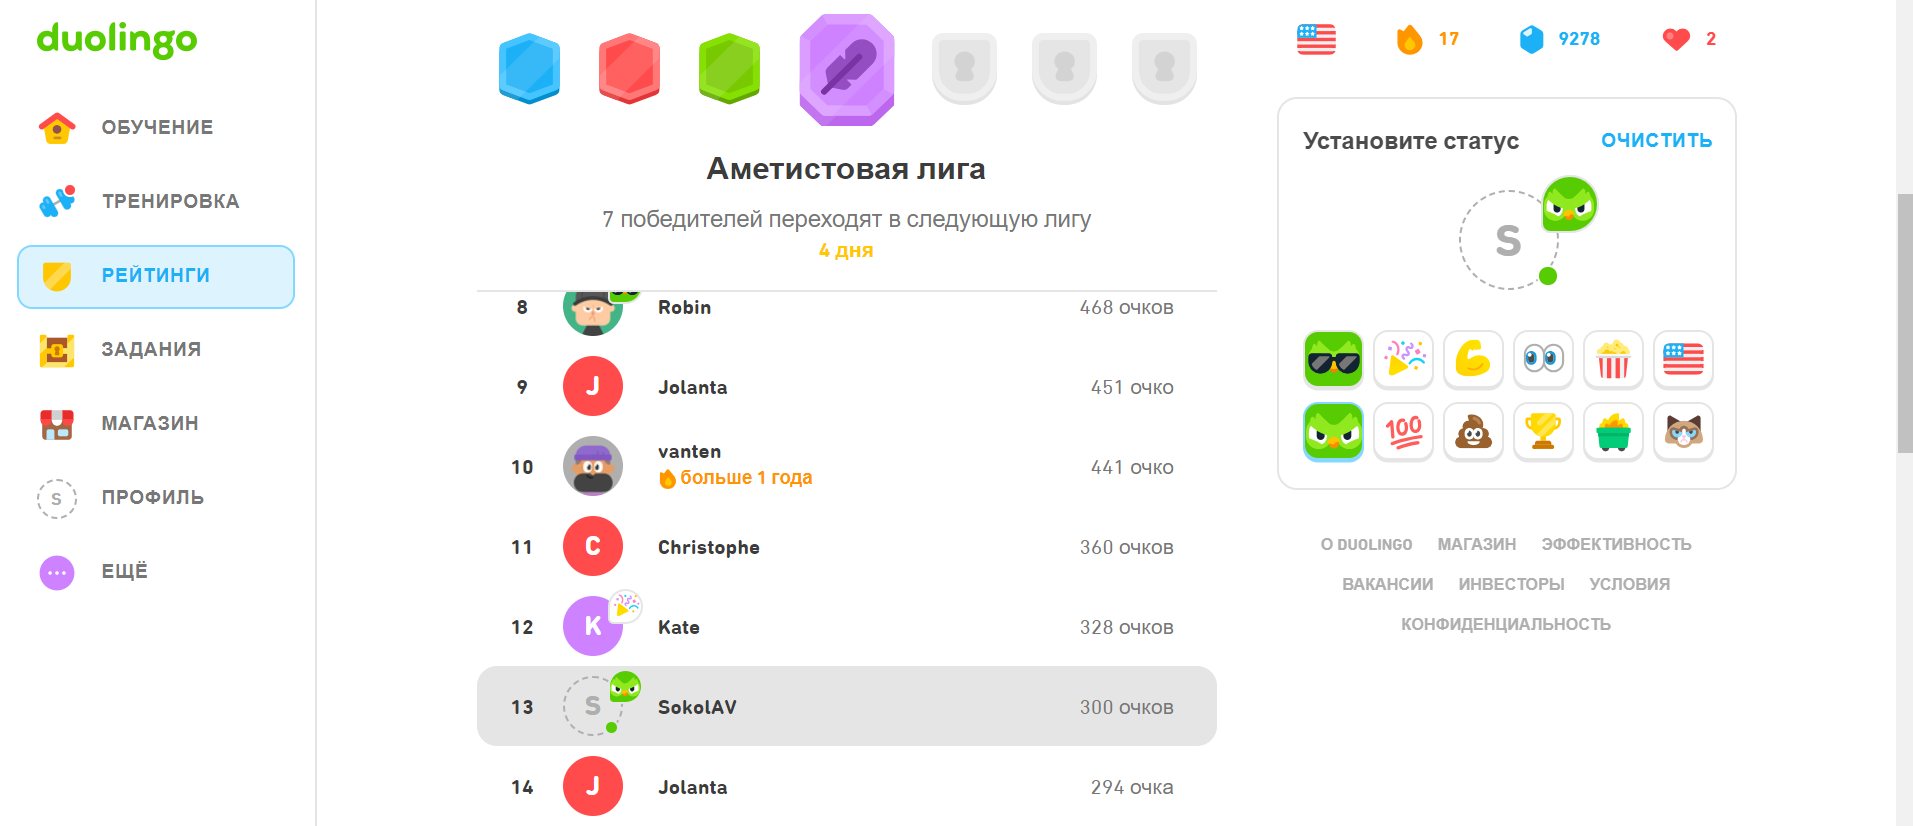 duolingo
ОБУЧЕНИЕ
ТРЕНИРОВКА
РЕЙТИНГИ
ЗАДАНИЯ
МАГАЗИН
S ПРОФИЛЬ
ЕЩЁ
Аметистовая лига
7 победителей переходят в следующую лигу
4 дня
8 Robin 468 очков
9 J Jolanta 451 очко
10 vanten 441 очко
больше 1 года
11 C Christophe 360 очков
12 K Kate 328 очков
13 S SokolAV 300 очков
14 J Jolanta 294 очка
17 9278 2
Установите статус ОЧИСТИТЬ
S
100
О DUOLINGO МАГАЗИН ЭФФЕКТИВНОСТЬ
ВАКАНСИИ ИНВЕСТОРЫ УСЛОВИЯ
КОНФИДЕНЦИАЛЬНОСТЬ